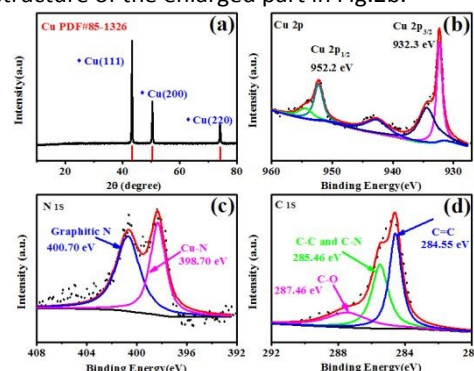 structure of the enlarged part in Fig.2b.
Cu PDF#85-1326
(a)
Cu(111)
Cu(200)
Cu(220)
Intensity(a.u)
20 40 60 80
2θ (degree)
Cu 2p
(b)
Cu 2p3/2
932.3 eV
Cu 2p1/2
952.2 eV
Intensity(a.u.)
960 950 940 930
Binding Energy(eV)
N 1S
(c)
Graphitic N
400.70 eV
Cu-N
398.70 eV
Intensity (a.u.)
408 404 400 396 392
Binding Energy(eV)
C 1S
(d)
C=C
284.55 eV
C-C and C-N
285.46 eV
C-O
287.46 eV
Intensity (a.u.)
292 288 284 280
Binding Energy(eV)